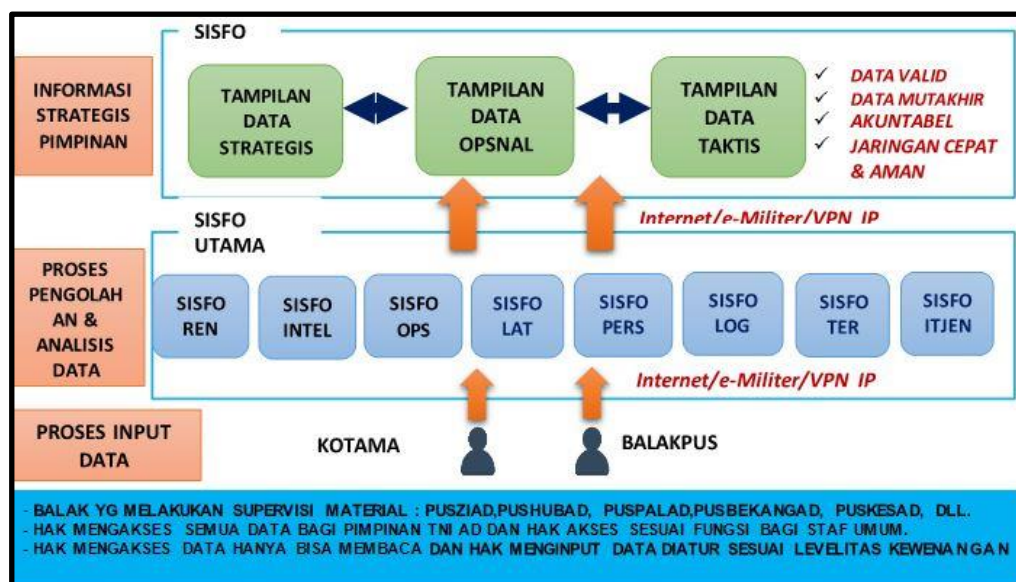 SISFO
INFORMASI
STRATEGIS
PIMPINAN
TAMPILAN
DATA
STRATEGIS
TAMPILAN
DATA
OPSNAL
TAMPILAN
DATA
TAKTIS
✓ DATA VALID
✓ DATA MUTAKHIR
✓ AKUNTABEL
✓ JARINGAN CEPAT
& AMAN
Internet/e-Militer/VPN IP
SISFO
UTAMA
PROSES
PENGOLAH
AN &
ANALISIS
DATA
SISFO
REN
SISFO
INTEL
SISFO
OPS
SISFO
LAT
SISFO
PERS
SISFO
LOG
SISFO
TER
SISFO
ITJEN
Internet/e-Militer/VPN IP
PROSES INPUT
DATA
KOTAMA
BALAKPUS
- BALAK YG MELAKUKAN SUPERVISI MATERIAL : PUSZIAD,PUSHUBAD, PUSPALAD,PUSBEKANGAD, PUSKESAD, DLL.
- HAK MENGAKSES SEMUA DATA BAGI PIMPINAN TNI AD DAN HAK AKSES SESUAI FUNGSI BAGI STAF UMUM.
- HAK MENGAKSES DATA HANYA BISA MEMBACA DAN HAK MENGINPUT DATA DIATUR SESUAI LEVELITAS KEWENANGAN